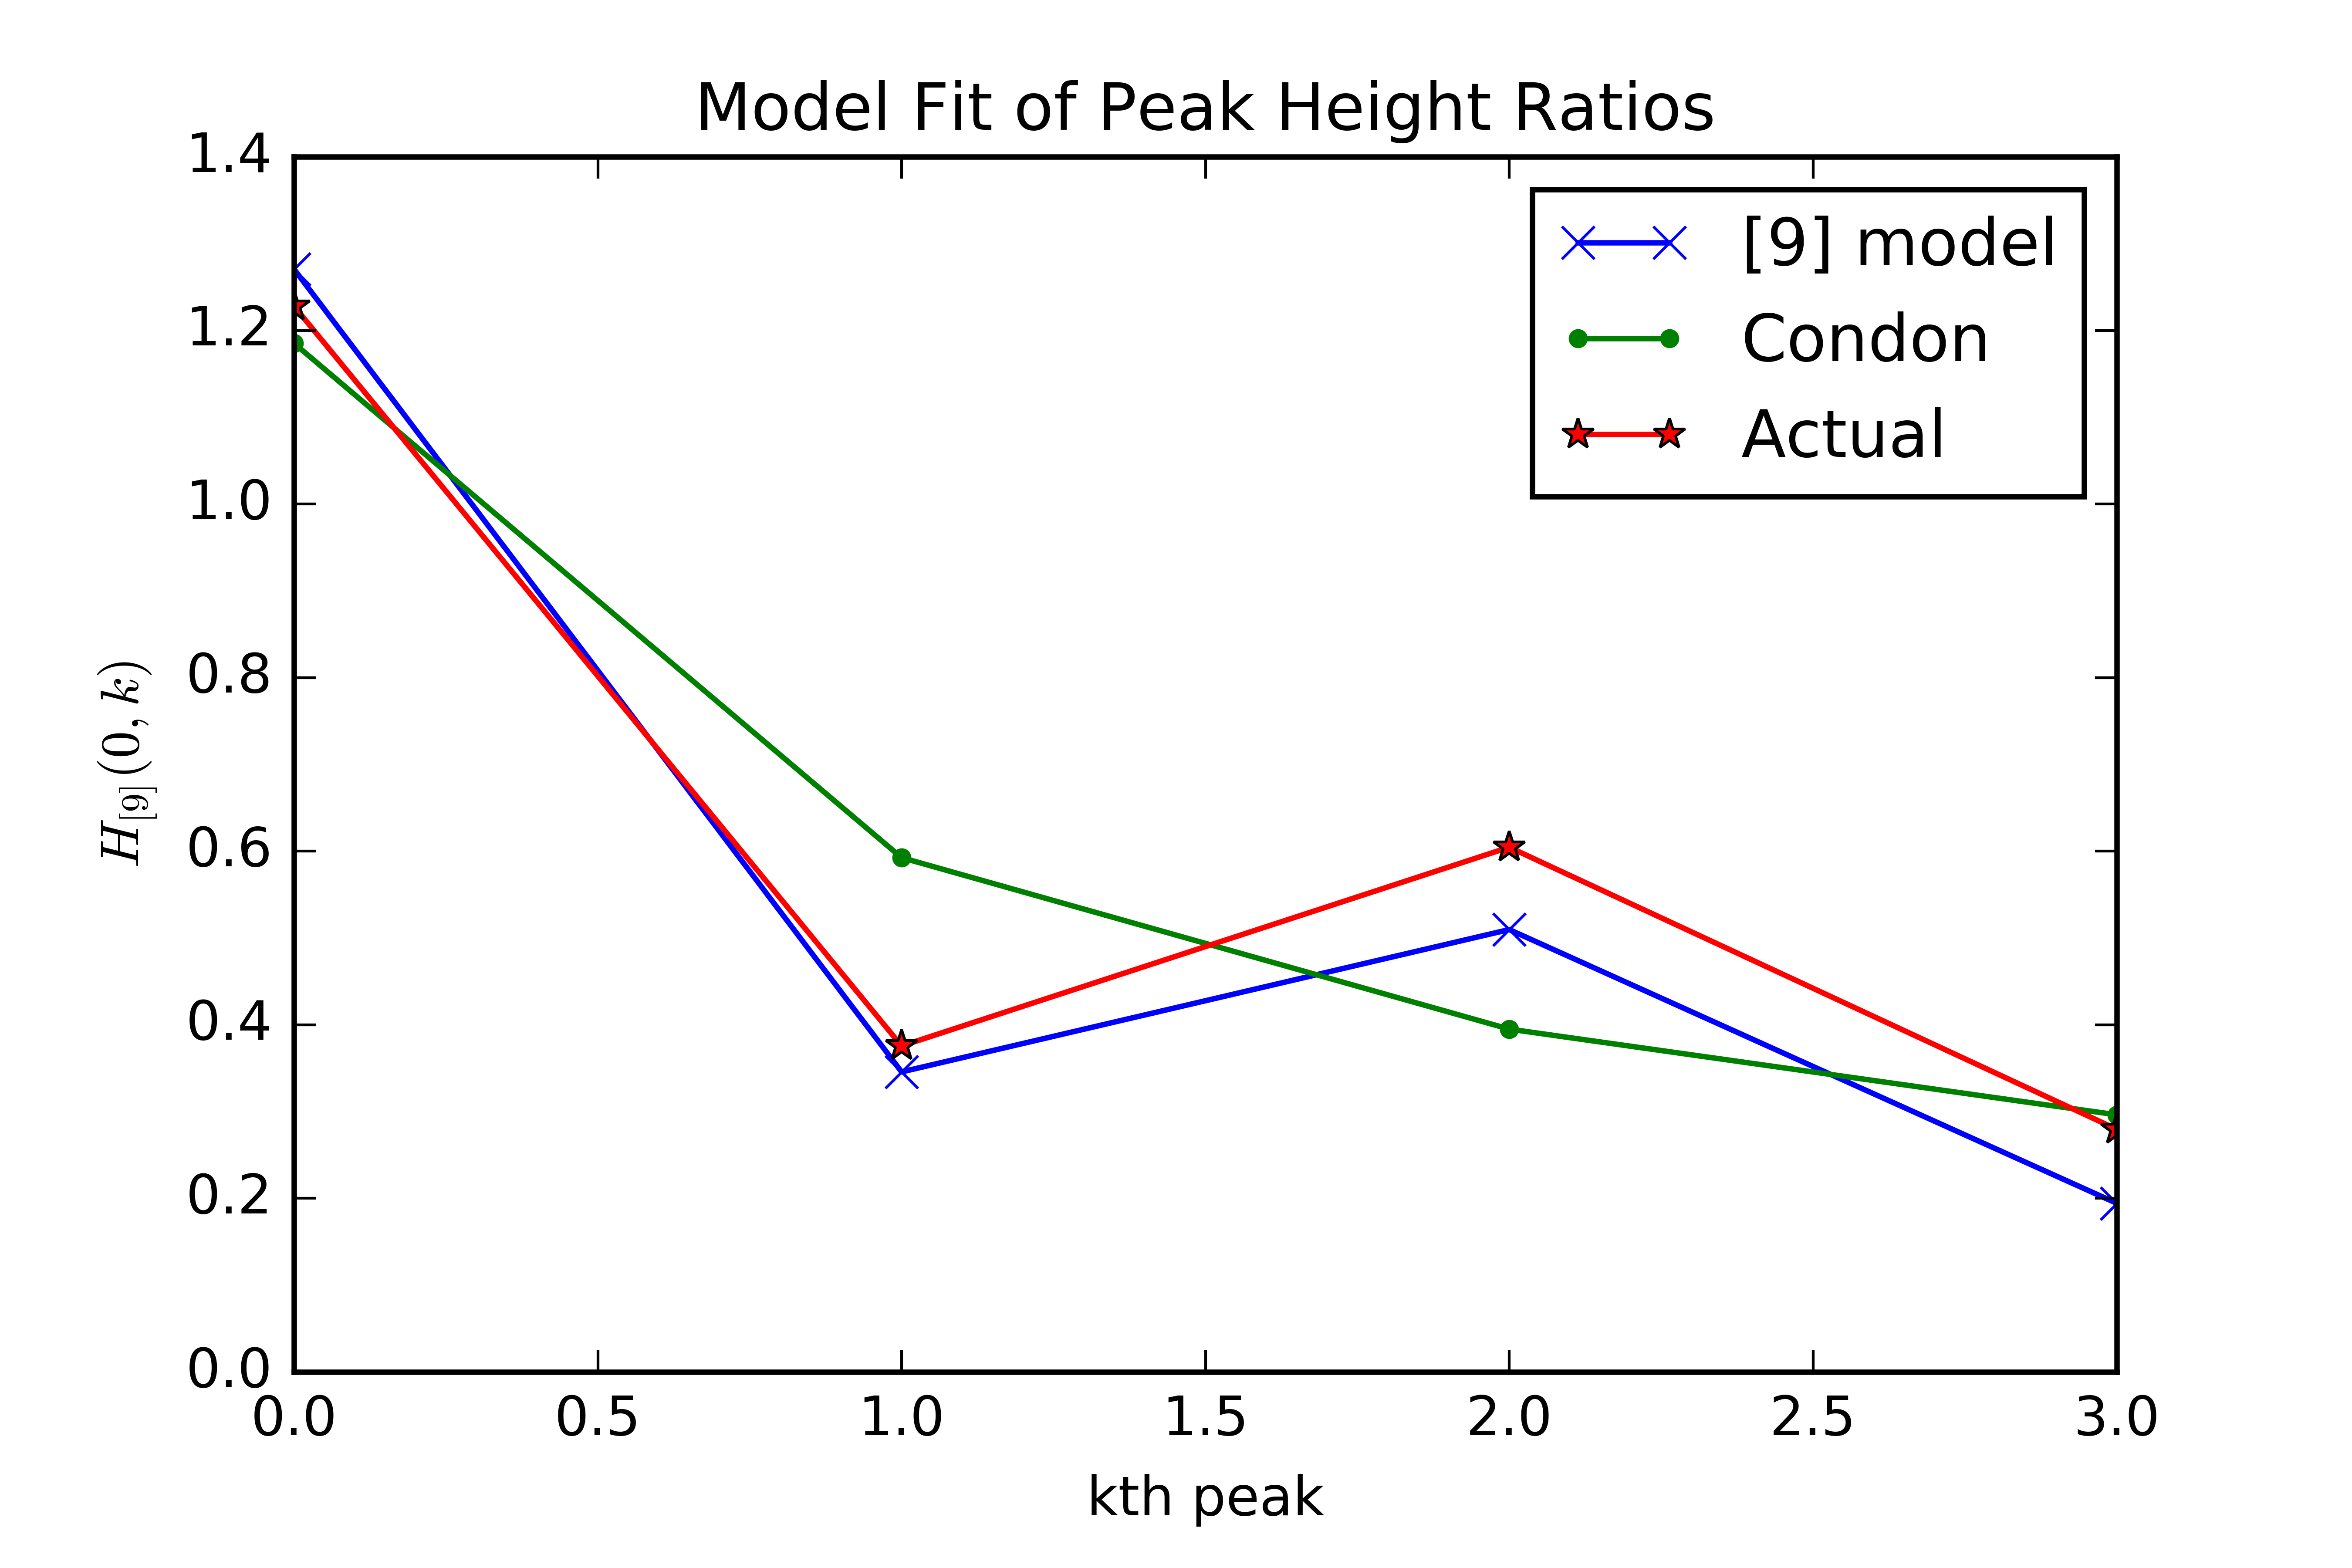 Model Fit of Peak Height Ratios
1.4
1.2
1.0
0.8
0.6
0.4
0.2
0.0
H[9](0, k)
[9] model
Condon
Actual
0.0 0.5 1.0 1.5 2.0 2.5 3.0
kth peak